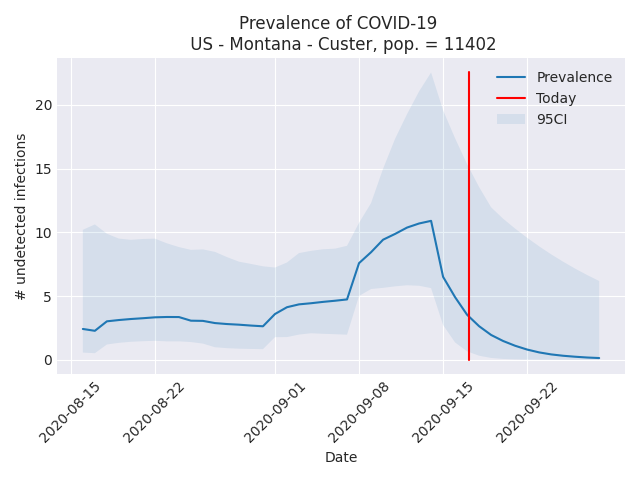 Prevalence of COVID-19
US - Montana - Custer, pop. = 11402
Prevalence
Today
95CI
# undetected infections
20
15
10
5
0
2020-08-15
2020-08-22
2020-09-01
2020-09-08
2020-09-15
2020-09-22
Date